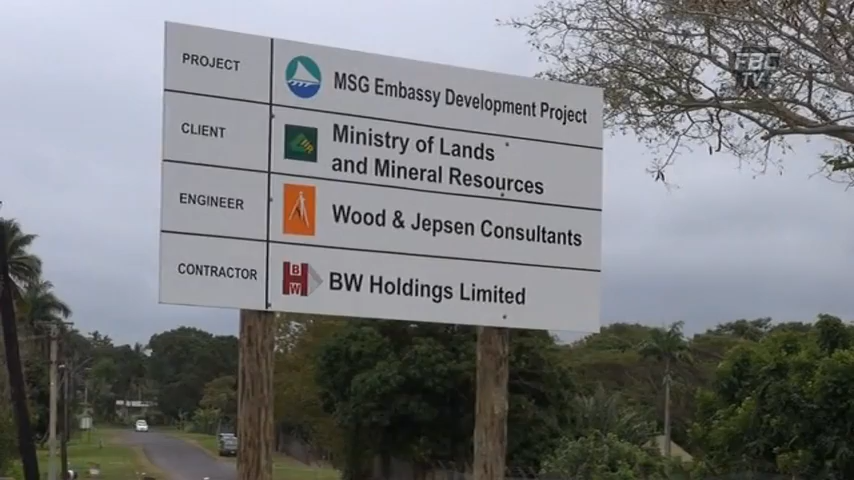 FBC
TV
PROJECT
MSG Embassy Development Project
CLIENT
Ministry of Lands
and Mineral Resources
ENGINEER
Wood & Jepsen Consultants
CONTRACTOR
B
H
W
BW Holdings Limited